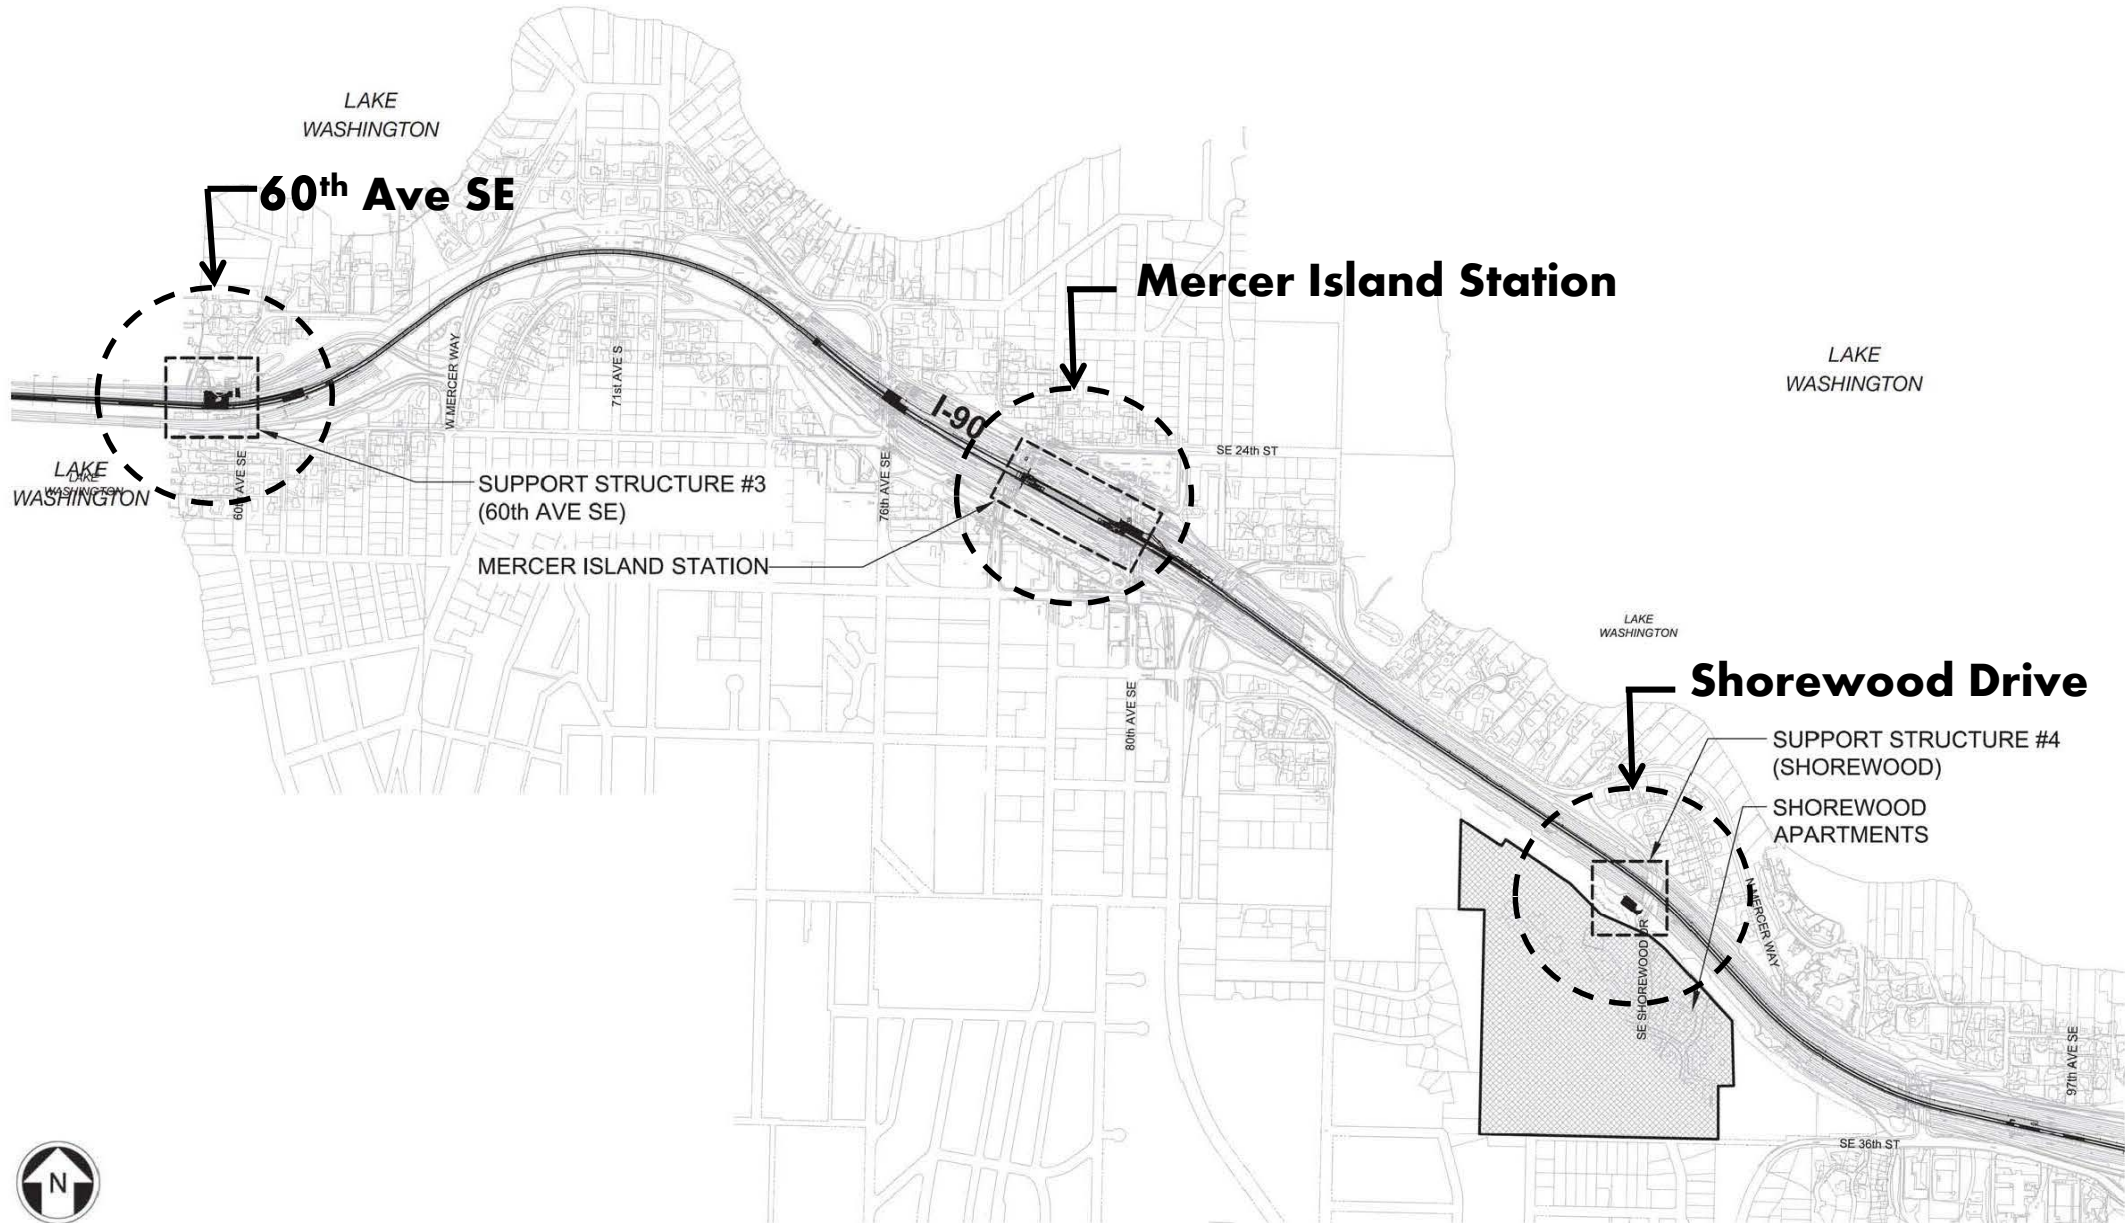 LAKE
WASHINGTON
60th Ave SE
Mercer Island Station
LAKE
WASHINGTON
W MERCER WAY
71st AVE S
I-90
SE 24th ST
LAKE
WASHINGTON
LAKE
WASHINGTON
60th AVE SE
SUPPORT STRUCTURE #3
(60th AVE SE)
76th AVE SE
MERCER ISLAND STATION
LAKE
WASHINGTON
Shorewood Drive
80th AVE SE
SUPPORT STRUCTURE #4
(SHOREWOOD)
SHOREWOOD
APARTMENTS
N MERCER WAY
SE SHOREWOOD DR
97th AVE SE
SE 36th ST
N